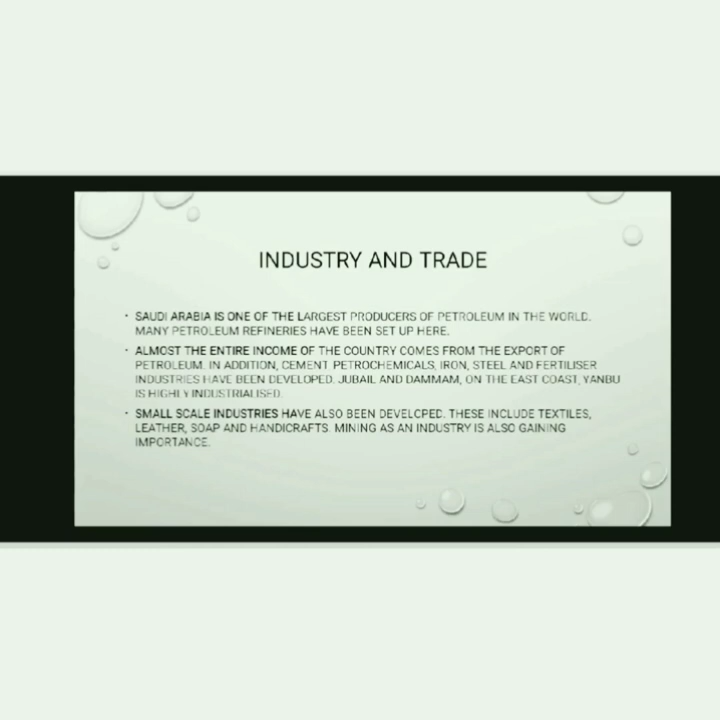 INDUSTRY AND TRADE
• SAUDI ARABIA IS ONE OF THE LARGEST PRODUCERS OF PETROLEUM IN THE WORLD.
MANY PETROLEUM REFINERIES HAVE BEEN SET UP HERE.
• ALMOST THE ENTIRE INCOME OF THE COUNTRY COMES FROM THE EXPORT OF
PETROLEUM. IN ADDITION, CEMENT, PETROCHEMICALS, IRON, STEEL AND FERTILISER
INDUSTRIES HAVE BEEN DEVELOPED. JUBAIL AND DAMMAM, ON THE EAST COAST, YANBU
IS HIGHLY INDUSTRIALISED.
• SMALL SCALE INDUSTRIES HAVE ALSO BEEN DEVELOPED. THESE INCLUDE TEXTILES,
LEATHER, SOAP AND HANDICRAFTS. MINING AS AN INDUSTRY IS ALSO GAINING
IMPORTANCE.